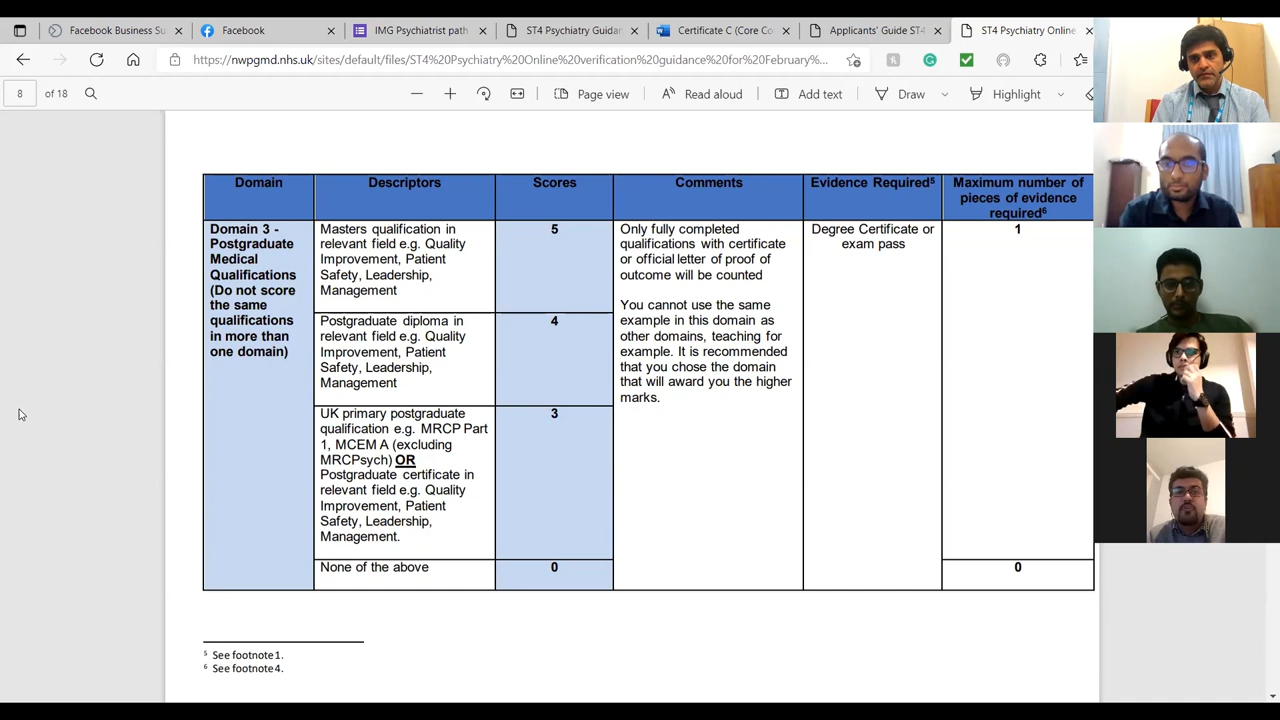 Facebook Business Su
Facebook
IMG Psychiatrist path
ST4 Psychiatry Guidan
Certificate C (Core Co
Applicants' Guide ST4
ST4 Psychiatry Online
https://nwpgmd.nhs.uk/sites/default/files/ST4%20Psychiatry%20Online%20verification%20guidance%20for%20February%...
8 of 18
Page view
Read aloud
Add text
Draw
Highlight
Domain
Descriptors
Scores
Comments
Evidence Required5
Maximum number of
pieces of evidence
required6
Domain 3 -
Postgraduate
Medical
Qualifications
(Do not score
the same
qualifications
in more than
one domain)
Masters qualification in
relevant field e.g. Quality
Improvement, Patient
Safety, Leadership,
Management
5
Only fully completed
qualifications with certificate
or official letter of proof of
outcome will be counted
You cannot use the same
example in this domain as
other domains, teaching for
example. It is recommended
that you chose the domain
that will award you the higher
marks.
Degree Certificate or
exam pass
1
Postgraduate diploma in
relevant field e.g. Quality
Improvement, Patient
Safety, Leadership,
Management
4
UK primary postgraduate
qualification e.g. MRCP Part
1, MCEM A (excluding
MRCPsych) OR
Postgraduate certificate in
relevant field e.g. Quality
Improvement, Patient
Safety, Leadership,
Management.
3
None of the above
0
0
5 See footnote 1.
6 See footnote 4.